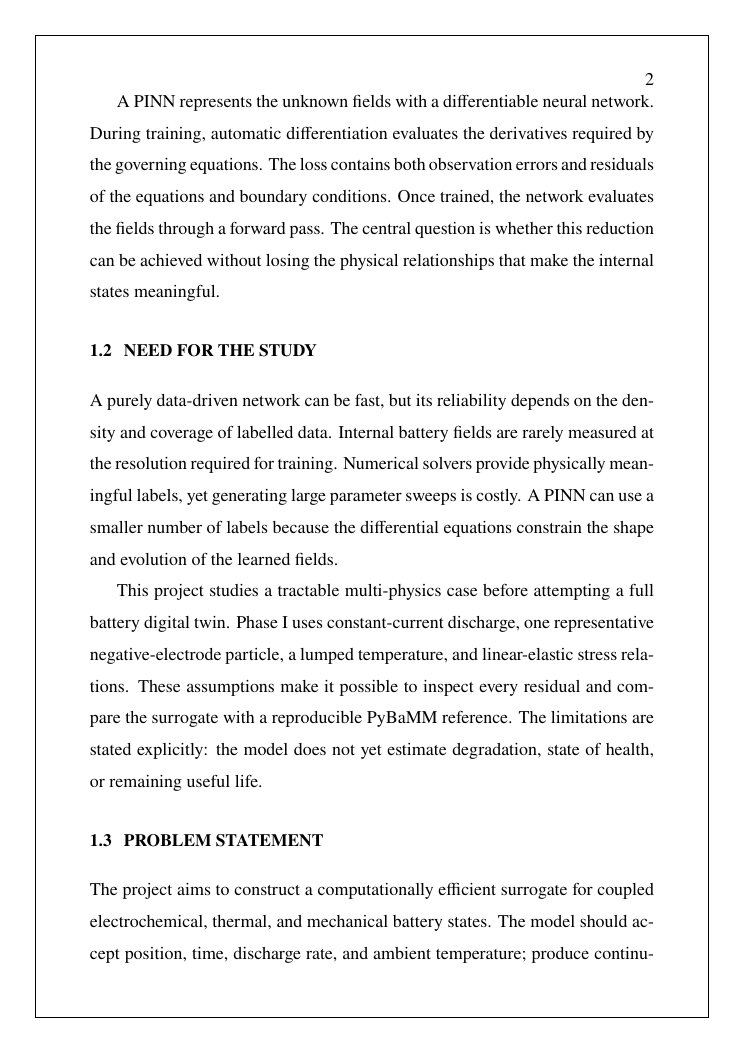 2
A PINN represents the unknown fields with a differentiable neural network.
During training, automatic differentiation evaluates the derivatives required by
the governing equations. The loss contains both observation errors and residuals
of the equations and boundary conditions. Once trained, the network evaluates
the fields through a forward pass. The central question is whether this reduction
can be achieved without losing the physical relationships that make the internal
states meaningful.
1.2 NEED FOR THE STUDY
A purely data-driven network can be fast, but its reliability depends on the den-
sity and coverage of labelled data. Internal battery fields are rarely measured at
the resolution required for training. Numerical solvers provide physically mean-
ingful labels, yet generating large parameter sweeps is costly. A PINN can use a
smaller number of labels because the differential equations constrain the shape
and evolution of the learned fields.
This project studies a tractable multi-physics case before attempting a full
battery digital twin. Phase I uses constant-current discharge, one representative
negative-electrode particle, a lumped temperature, and linear-elastic stress rela-
tions. These assumptions make it possible to inspect every residual and com-
pare the surrogate with a reproducible PyBaMM reference. The limitations are
stated explicitly: the model does not yet estimate degradation, state of health,
or remaining useful life.
1.3 PROBLEM STATEMENT
The project aims to construct a computationally efficient surrogate for coupled
electrochemical, thermal, and mechanical battery states. The model should ac-
cept position, time, discharge rate, and ambient temperature; produce continu-